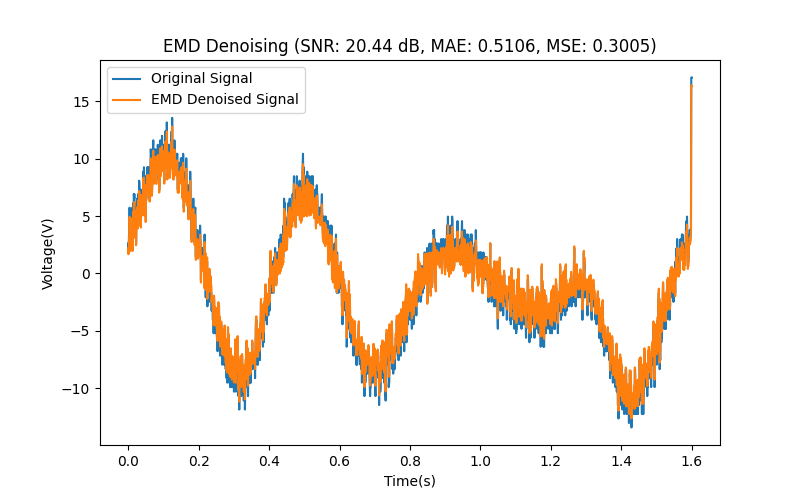 EMD Denoising (SNR: 20.44 dB, MAE: 0.5106, MSE: 0.3005)
Original Signal
EMD Denoised Signal
Voltage(V)
15
10
5
0
−5
−10
0.0 0.2 0.4 0.6 0.8 1.0 1.2 1.4 1.6
Time(s)